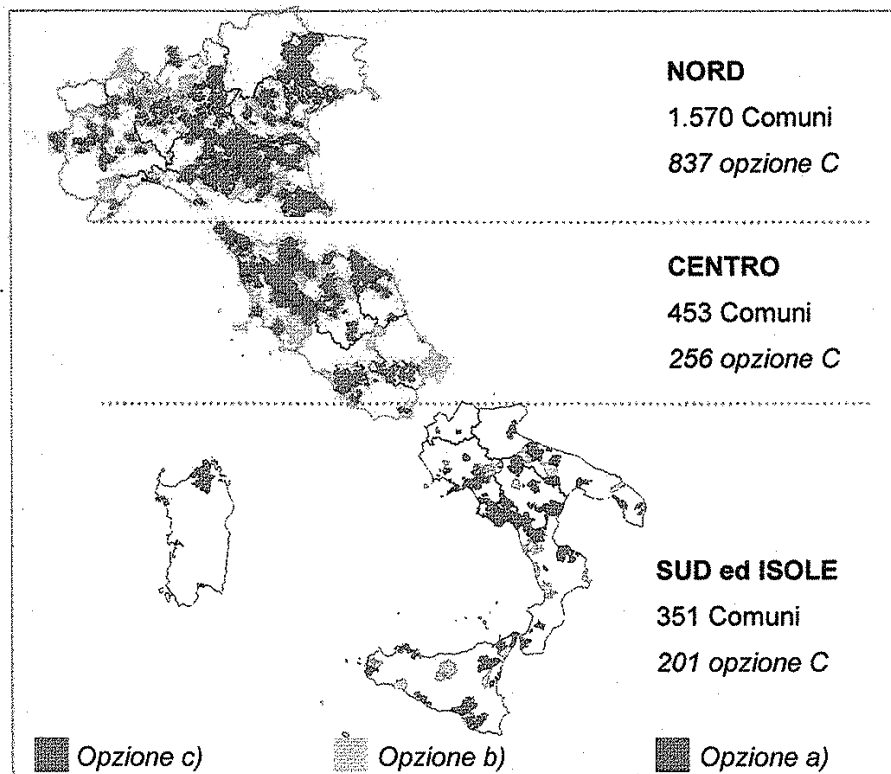 NORD
1.570 Comuni
837 opzione C
CENTRO
453 Comuni
256 opzione C
SUD ed ISOLE
351 Comuni
201 opzione C
Opzione c)
Opzione b)
Opzione a)